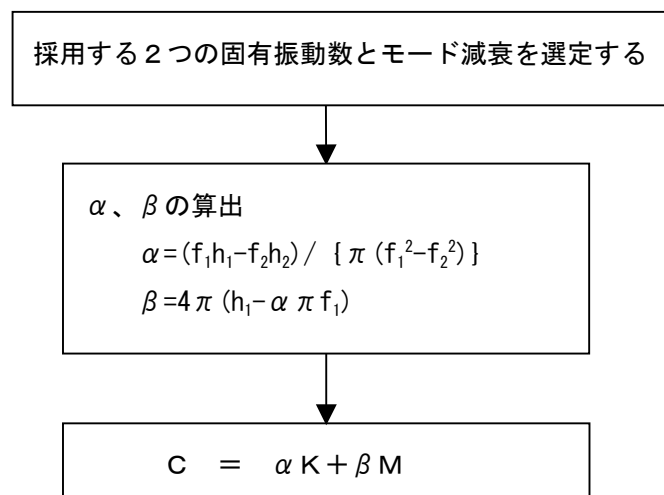 採用する２つの固有振動数とモード減衰を選定する
α、βの算出
α=(f₁h₁−f₂h₂)/｛π(f₁²−f₂²)｝
β=4π(h₁−απf₁)
Ｃ　＝　αＫ＋βＭ